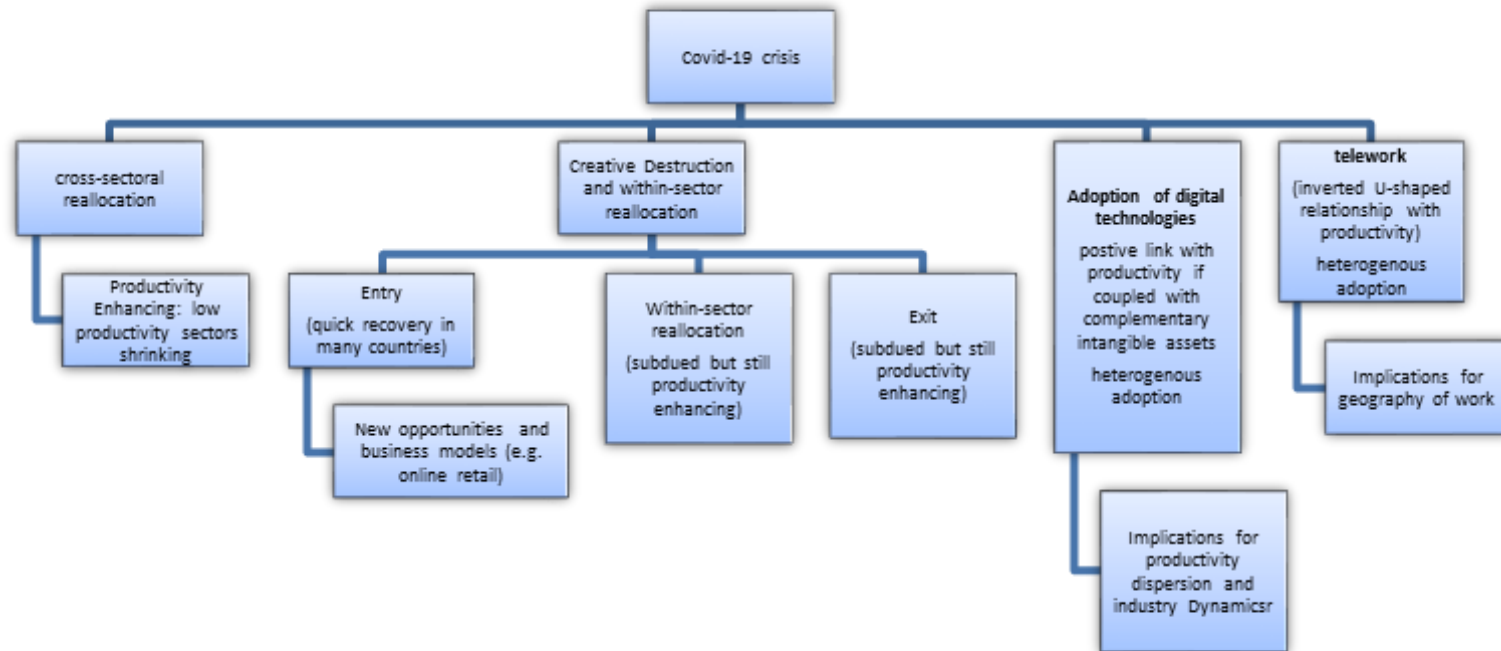 Covid-19 crisis
cross-sectoral
reallocation
Productivity
Enhancing: low
productivity sectors
shrinking
Creative Destruction
and within-sector
reallocation
Entry
(quick recovery in
many countries)
New opportunities and
business models (e.g.
online retail)
Within-sector
reallocation
(subdued but still
productivity
enhancing)
Exit
(subdued but still
productivity
enhancing)
Adoption of digital
technologies
postive link with
productivity if
coupled with
complementary
intangible assets
heterogenous
adoption
Implications for
productivity
dispersion and
industry Dynamicsr
telework
(inverted U-shaped
relationship with
productivity)
heterogenous
adoption
Implications for
geography of work